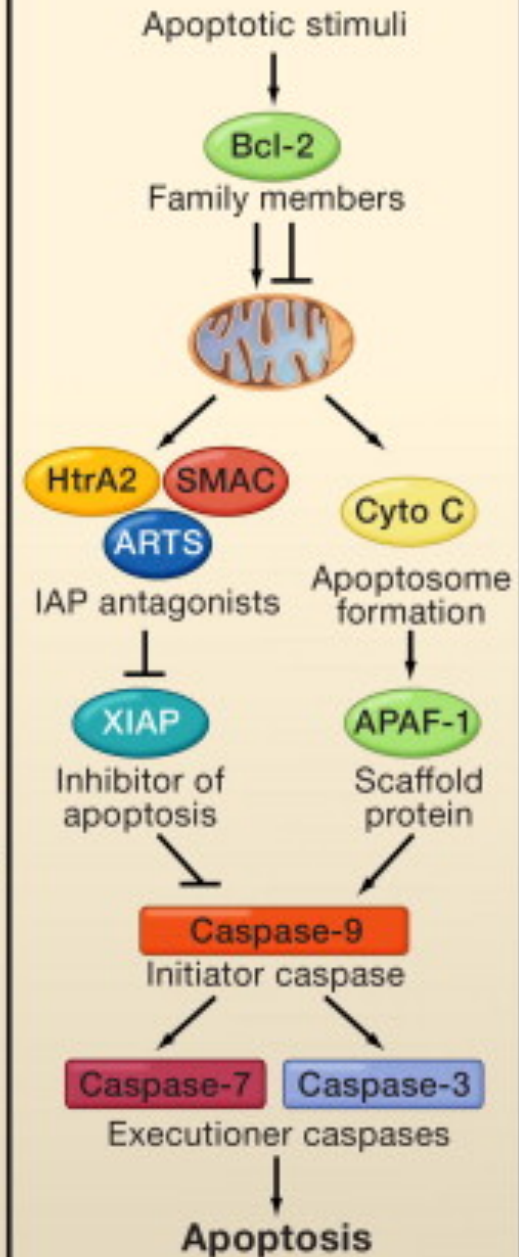 Apoptotic stimuli
Bcl-2
Family members
HtrA2
SMAC
ARTS
IAP antagonists
Cyto C
Apoptosome
formation
XIAP
Inhibitor of
apoptosis
APAF-1
Scaffold
protein
Caspase-9
Initiator caspase
Caspase-7
Caspase-3
Executioner caspases
Apoptosis